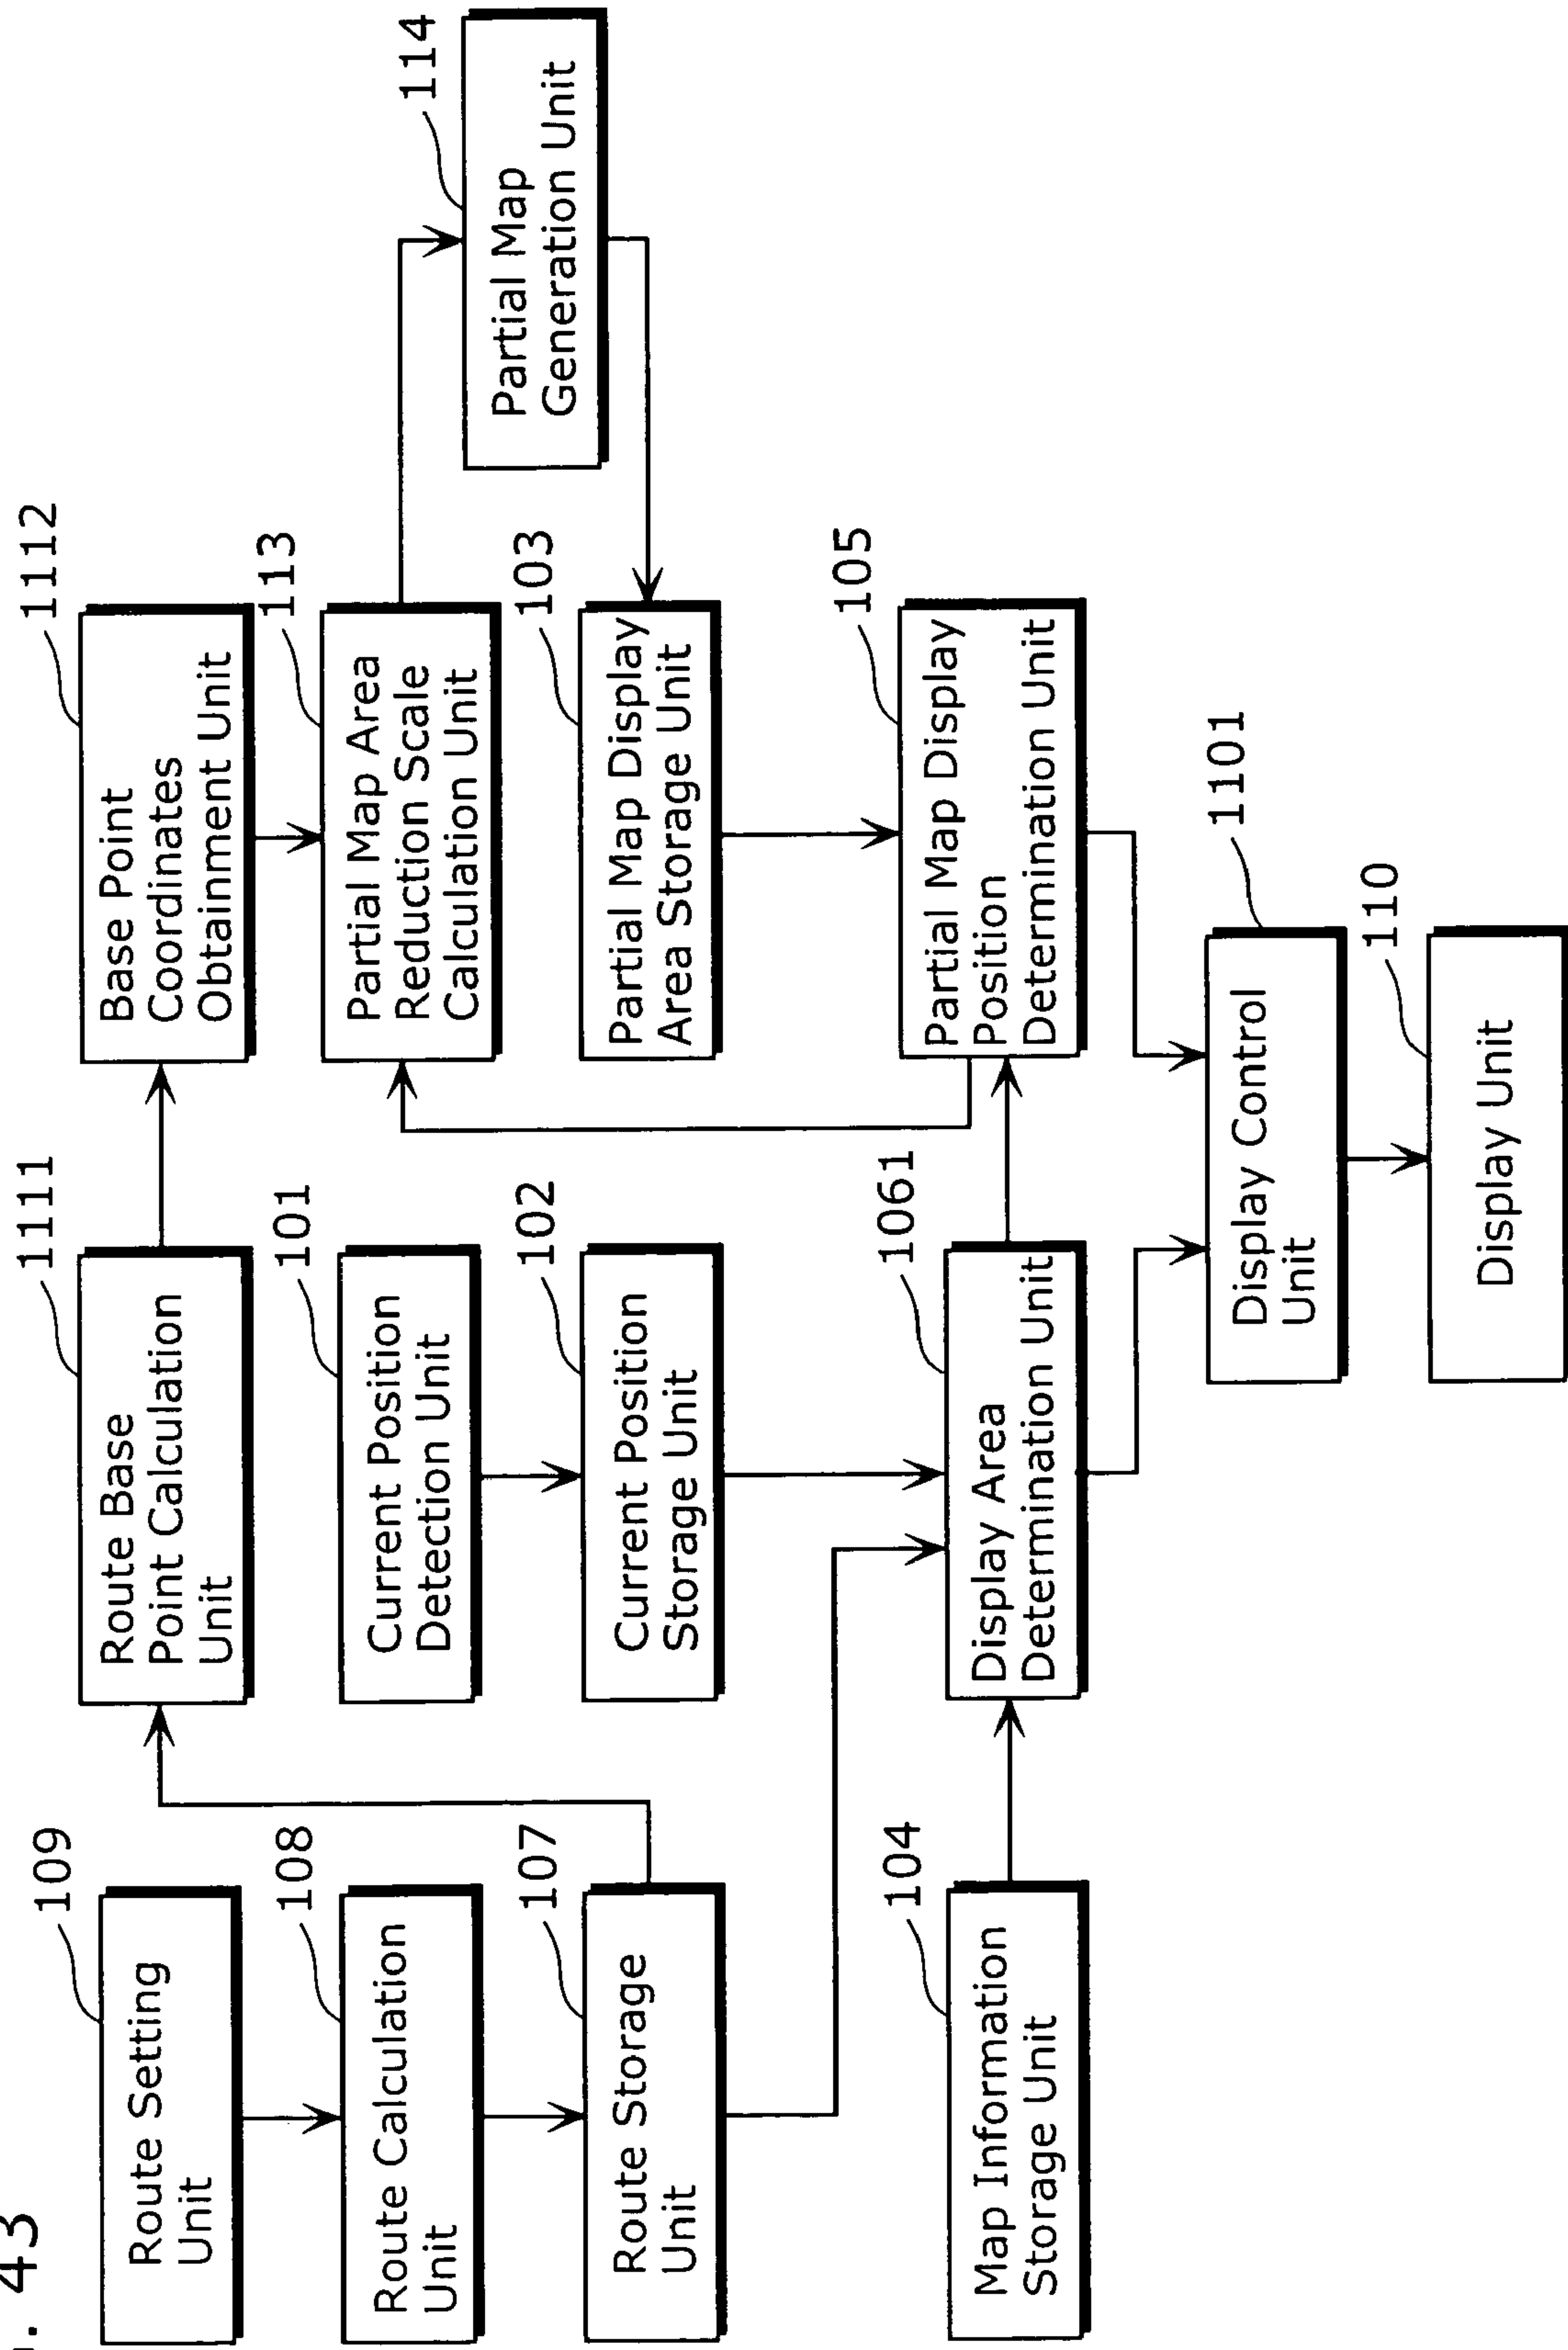 . 43
109
Route Setting
Unit
108
Route Calculation
Unit
107
Route Storage
Unit
104
Map Information
Storage Unit
1111
Route Base
Point Calculation
Unit
101
Current Position
Detection Unit
102
Current Position
Storage Unit
1061
Display Area
Determination Unit
1112
Base Point
Coordinates
Obtainment Unit
113
Partial Map Area
Reduction Scale
Calculation Unit
103
Partial Map Display
Area Storage Unit
105
Partial Map Display
Position
Determination Unit
114
Partial Map
Generation Unit
1101
Display Control
Unit
110
Display Unit